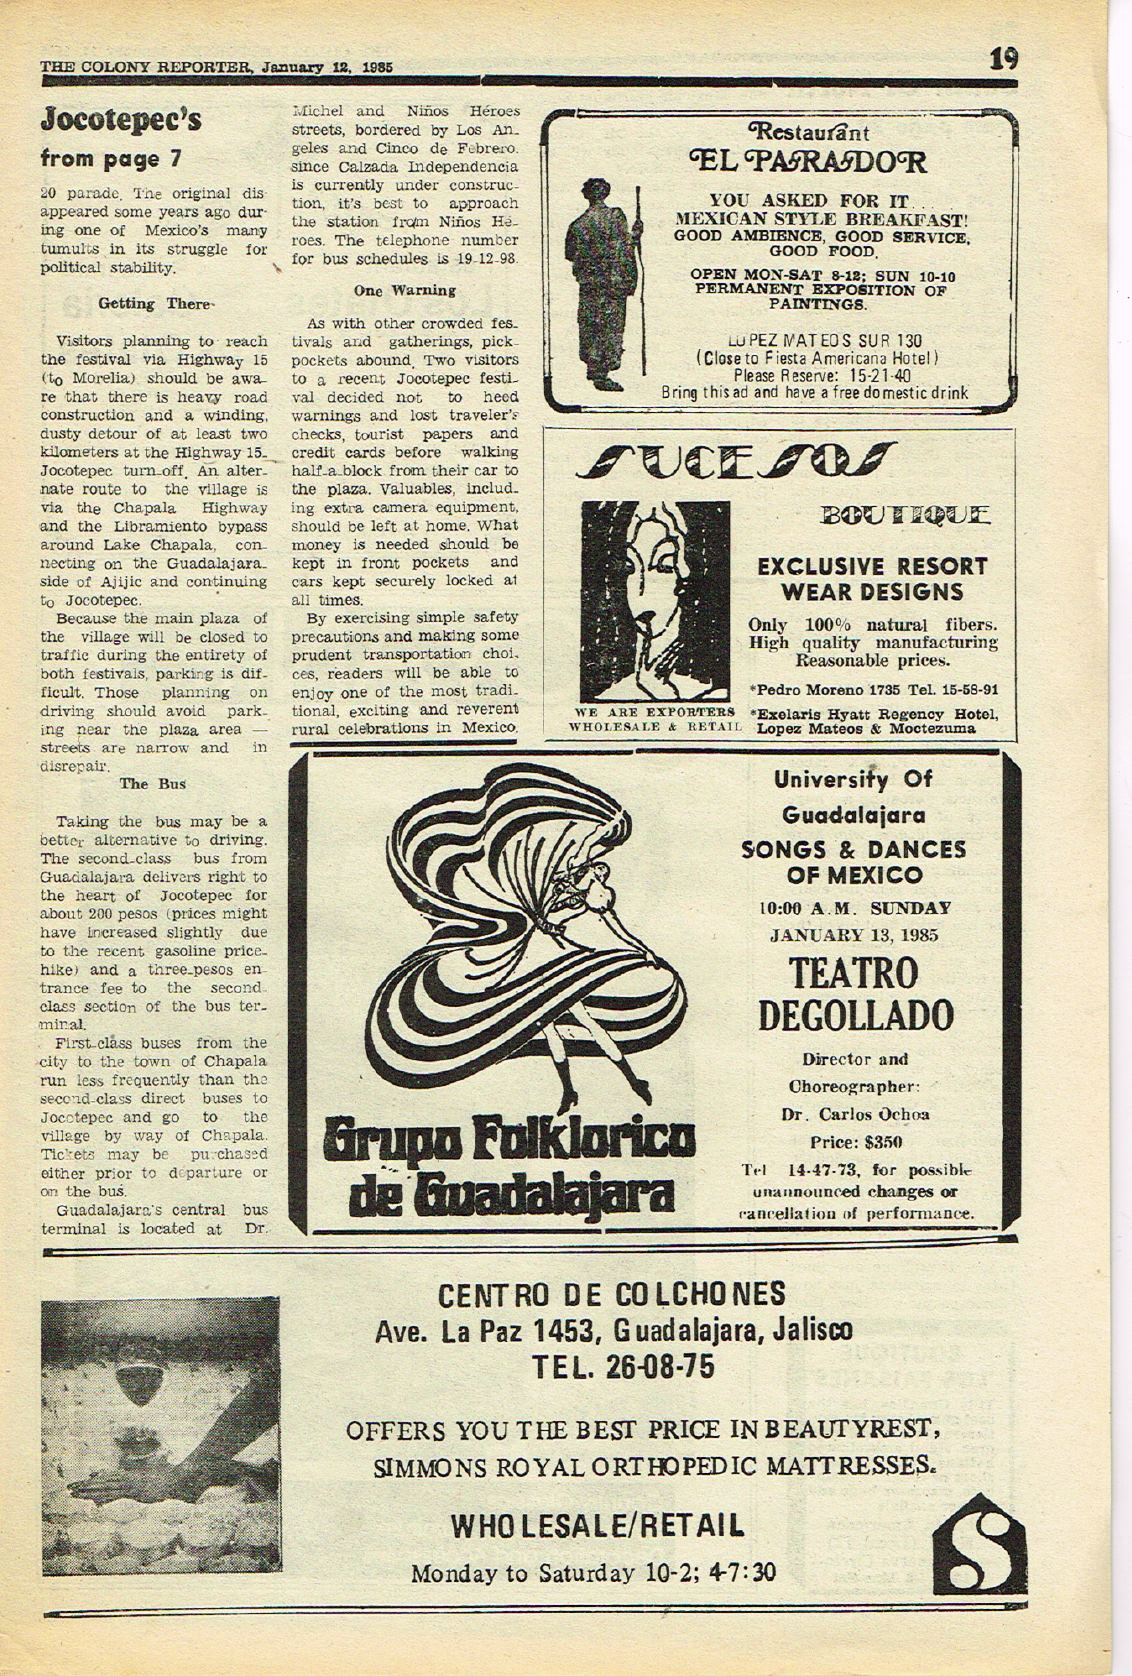 THE COLONY REPORTER, January 12, 1985
19
Jocotepec's
from page 7
20 parade. The original dis-
appeared some years ago dur-
ing one of Mexico's many
tumults in its struggle for
political stability.
Getting There
Visitors planning to reach
the festival via Highway 15
(to Morelia) should be awa-
re that there is heavy road
construction and a winding,
dusty detour of at least two
kilometers at the Highway 15-
Jocotepec turn-off. An alter-
nate route to the village is
via the Chapala Highway
and the Libramiento bypass
around Lake Chapala, con-
necting on the Guadalajara-
side of Ajijic and continuing
to Jocotepec.
Because the main plaza of
the village will be closed to
traffic during the entirety of
both festivals, parking is dif-
ficult. Those planning on
driving should avoid park-
ing near the plaza area —
streets are narrow and in
disrepair.
The Bus
Taking the bus may be a
better alternative to driving.
The second-class bus from
Guadalajara delivers right to
the heart of Jocotepec for
about 200 pesos (prices might
have increased slightly due
to the recent gasoline price-
hike) and a three-pesos en-
trance fee to the second-
class section of the bus ter-
minal.
First-class buses from the
city to the town of Chapala
run less frequently than the
second-class direct buses to
Jocotepec and go to the
village by way of Chapala.
Tickets may be purchased
either prior to departure or
on the bus.
Guadalajara's central bus
terminal is located at Dr.
Michel and Niños Héroes
streets, bordered by Los An-
geles and Cinco de Febrero.
since Calzada Independencia
is currently under construc-
tion, it's best to approach
the station from Niños Hé-
roes. The telephone number
for bus schedules is 19-12-98.
One Warning
As with other crowded fes-
tivals and gatherings, pick-
pockets abound. Two visitors
to a recent Jocotepec festi-
val decided not to heed
warnings and lost traveler's
checks, tourist papers and
credit cards before walking
half-a-block from their car to
the plaza. Valuables, includ-
ing extra camera equipment,
should be left at home. What
money is needed should be
kept in front pockets and
cars kept securely locked at
all times.
By exercising simple safety
precautions and making some
prudent transportation choi-
ces, readers will be able to
enjoy one of the most tradi-
tional, exciting and reverent
rural celebrations in Mexico.
Restaurant
EL PARADOR
YOU ASKED FOR IT...
MEXICAN STYLE BREAKFAST!
GOOD AMBIENCE, GOOD SERVICE,
GOOD FOOD.
OPEN MON-SAT 8-12; SUN 10-10
PERMANENT EXPOSITION OF
PAINTINGS.
LOPEZ MATEOS SUR 130
(Close to Fiesta Americana Hotel)
Please Reserve: 15-21-40
Bring this ad and have a free domestic drink
SUCESOS
BOUTIQUE
EXCLUSIVE RESORT
WEAR DESIGNS
Only 100% natural fibers.
High quality manufacturing
Reasonable prices.
*Pedro Moreno 1735 Tel. 15-58-91
*Exelaris Hyatt Regency Hotel,
Lopez Mateos & Moctezuma
WE ARE EXPORTERS
WHOLESALE & RETAIL
University Of
Guadalajara
SONGS & DANCES
OF MEXICO
10:00 A.M. SUNDAY
JANUARY 13, 1985
TEATRO
DEGOLLADO
Director and
Choreographer:
Dr. Carlos Ochoa
Price: $350
Tel 14-47-73, for possible
unannounced changes or
cancellation of performance.
Grupo Folklorico
de Guadalajara
CENTRO DE COLCHONES
Ave. La Paz 1453, Guadalajara, Jalisco
TEL. 26-08-75
OFFERS YOU THE BEST PRICE IN BEAUTYREST,
SIMMONS ROYAL ORTHOPEDIC MATTRESSES.
WHOLESALE/RETAIL
Monday to Saturday 10-2; 4-7:30
S